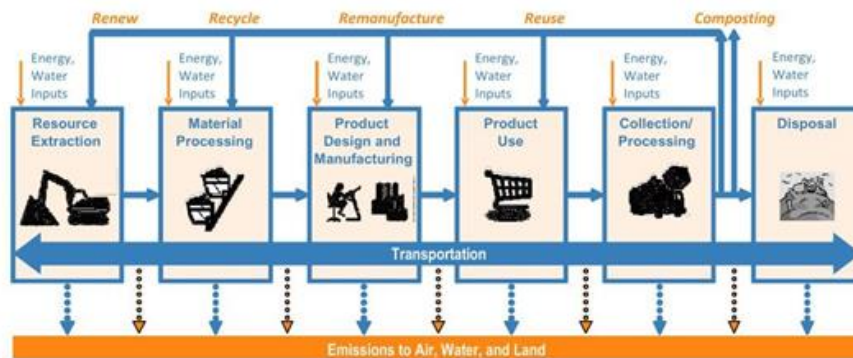 Renew Recycle Remanufacture Reuse Composting
Energy,
Water
Inputs
Energy,
Water
Inputs
Energy,
Water
Inputs
Energy,
Water
Inputs
Energy,
Water
Inputs
Energy,
Water
Inputs
Resource
Extraction
Material
Processing
Product
Design and
Manufacturing
Product
Use
Collection/
Processing
Disposal
Transportation
Emissions to Air, Water, and Land